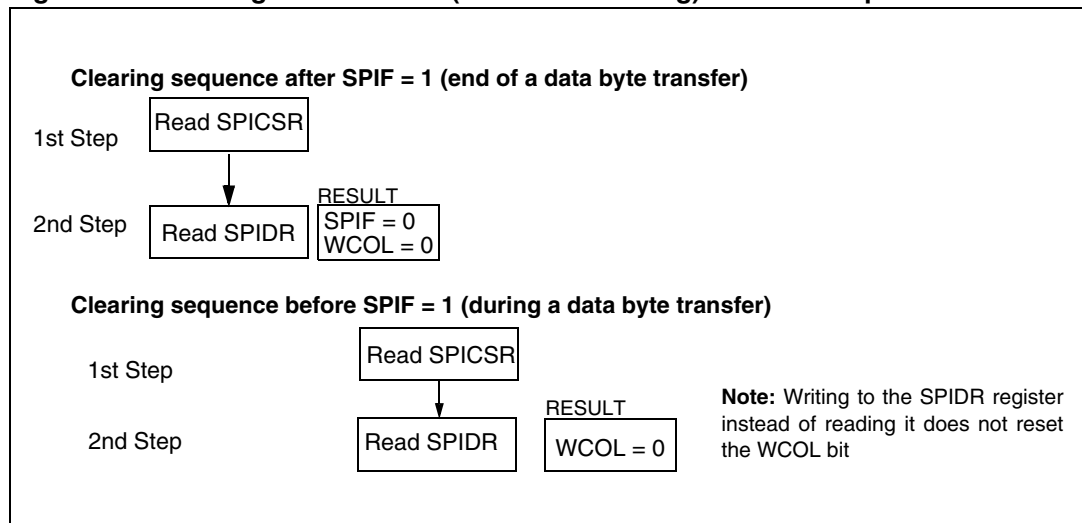 Clearing sequence after SPIF = 1 (end of a data byte transfer)
1st Step
Read SPICSR
2nd Step
Read SPIDR
RESULT
SPIF = 0
WCOL = 0
Clearing sequence before SPIF = 1 (during a data byte transfer)
1st Step
Read SPICSR
2nd Step
Read SPIDR
RESULT
WCOL = 0
Note: Writing to the SPIDR register
instead of reading it does not reset
the WCOL bit